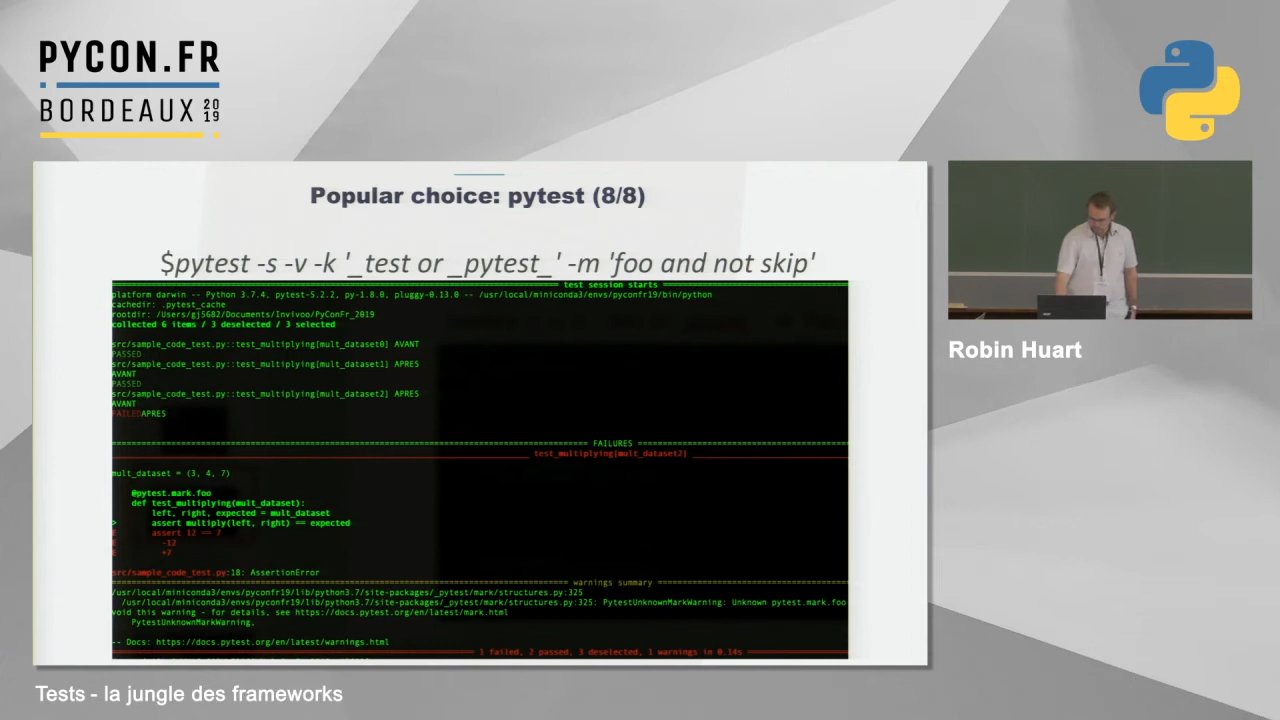 PYCON.FR
BORDEAUX 2019
Popular choice: pytest (8/8)
$pytest -s -v -k '_test or _pytest_' -m 'foo and not skip'
test session starts
platform darwin -- Python 3.7.4, pytest-5.2.2, py-1.8.0, pluggy-0.13.0 -- /usr/local/miniconda3/envs/pyconfr19/bin/python
cachedir: .pytest_cache
rootdir: /Users/gj5682/Documents/Invivoo/PyConFr_2019
collected 6 items / 3 deselected / 3 selected
src/sample_code_test.py::test_multiplying[mult_dataset0] AVANT
PASSED
src/sample_code_test.py::test_multiplying[mult_dataset1] APRES
AVANT
PASSED
src/sample_code_test.py::test_multiplying[mult_dataset2] APRES
AVANT
FAILEDAPRES
FAILURES
test_multiplying[mult_dataset2]
mult_dataset = (3, 4, 7)
@pytest.mark.foo
def test_multiplying(mult_dataset):
left, right, expected = mult_dataset
> assert multiply(left, right) == expected
E assert 12 == 7
E -12
E +7
src/sample_code_test.py:18: AssertionError
warnings summary
/usr/local/miniconda3/envs/pyconfr19/lib/python3.7/site-packages/_pytest/mark/structures.py:325
/usr/local/miniconda3/envs/pyconfr19/lib/python3.7/site-packages/_pytest/mark/structures.py:325: PytestUnknownMarkWarning: Unknown pytest.mark.foo
void this warning - for details, see https://docs.pytest.org/en/latest/mark.html
PytestUnknownMarkWarning,
-- Docs: https://docs.pytest.org/en/latest/warnings.html
1 failed, 2 passed, 3 deselected, 1 warnings in 0.14s
Robin Huart
Tests - la jungle des frameworks